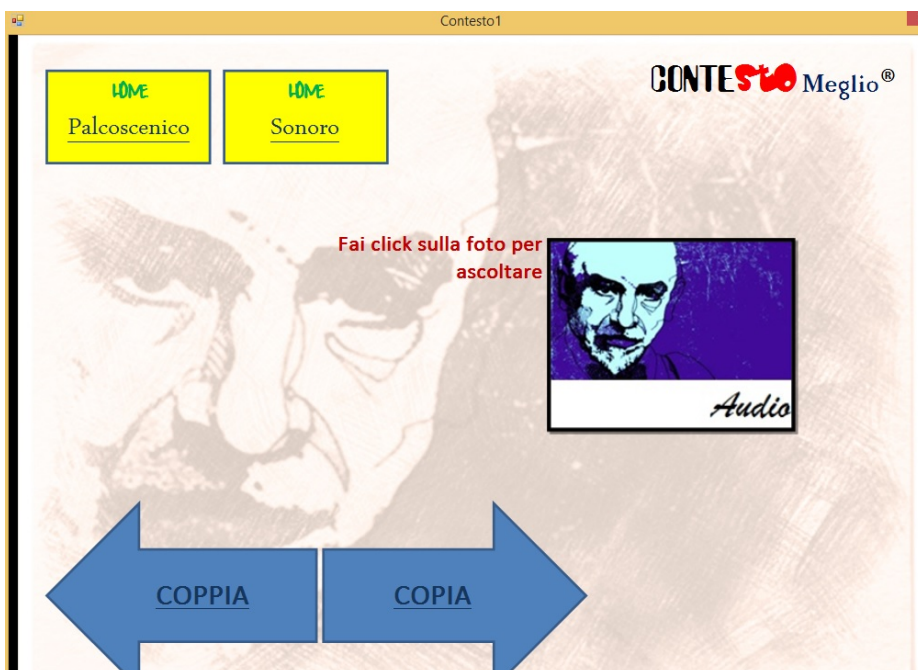 Contesto1
HOME
Palcoscenico
HOME
Sonoro
CONTESTO Meglio®
Fai click sulla foto per
ascoltare
Audio
COPPIA
COPIA